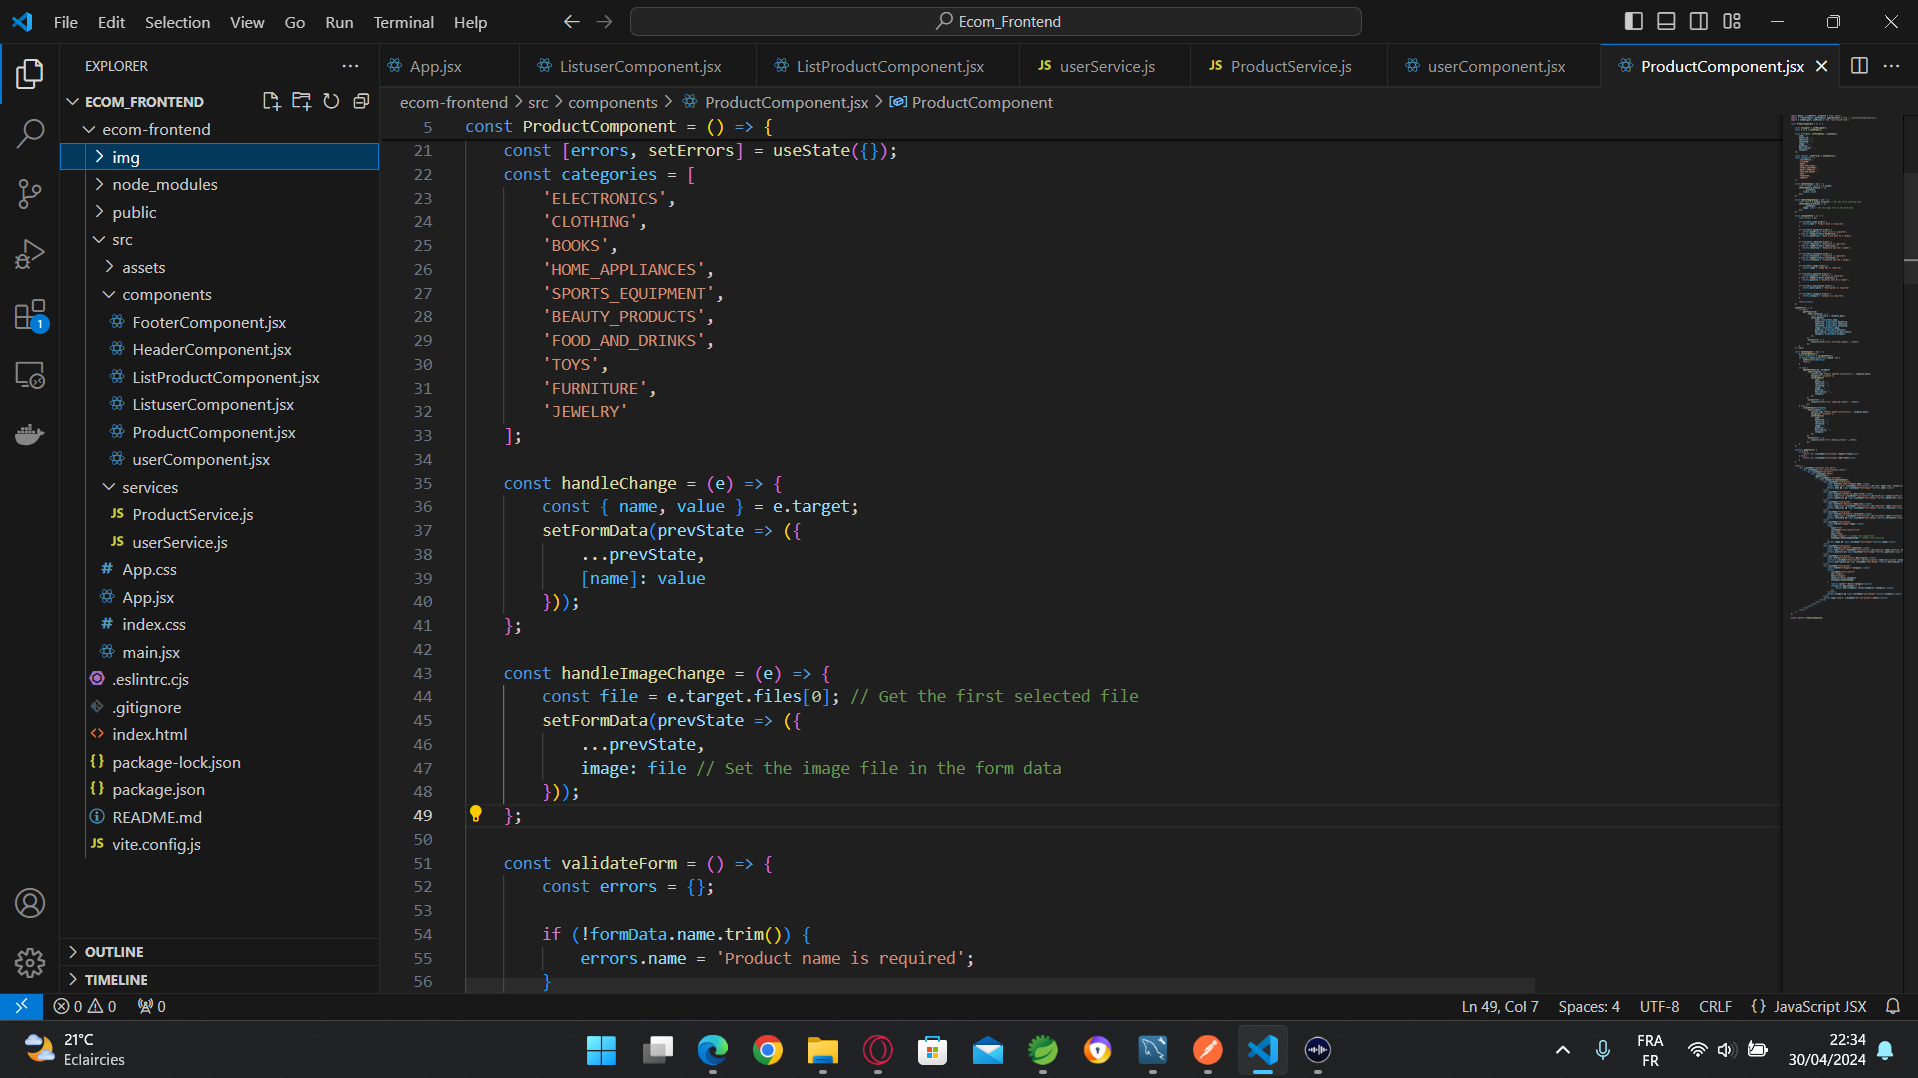 File Edit Selection View Go Run Terminal Help
Ecom_Frontend
EXPLORER
App.jsx
ListuserComponent.jsx
ListProductComponent.jsx
JS userService.js
JS ProductService.js
userComponent.jsx
ProductComponent.jsx
ECOM_FRONTEND
ecom-frontend
img
node_modules
public
src
assets
components
FooterComponent.jsx
HeaderComponent.jsx
ListProductComponent.jsx
ListuserComponent.jsx
ProductComponent.jsx
userComponent.jsx
services
JS ProductService.js
JS userService.js
# App.css
App.jsx
# index.css
main.jsx
.eslintrc.cjs
.gitignore
<> index.html
{} package-lock.json
{} package.json
README.md
JS vite.config.js
OUTLINE
TIMELINE
1
ecom-frontend > src > components > ProductComponent.jsx > ProductComponent
5 const ProductComponent = () => {
21 const [errors, setErrors] = useState({});
22 const categories = [
23 'ELECTRONICS',
24 'CLOTHING',
25 'BOOKS',
26 'HOME_APPLIANCES',
27 'SPORTS_EQUIPMENT',
28 'BEAUTY_PRODUCTS',
29 'FOOD_AND_DRINKS',
30 'TOYS',
31 'FURNITURE',
32 'JEWELRY'
33 ];
34
35 const handleChange = (e) => {
36 const { name, value } = e.target;
37 setFormData(prevState => ({
38 ...prevState,
39 [name]: value
40 }));
41 };
42
43 const handleImageChange = (e) => {
44 const file = e.target.files[0]; // Get the first selected file
45 setFormData(prevState => ({
46 ...prevState,
47 image: file // Set the image file in the form data
48 }));
49 };
50
51 const validateForm = () => {
52 const errors = {};
53
54 if (!formData.name.trim()) {
55 errors.name = 'Product name is required';
56 }
0 0 0
Ln 49, Col 7 Spaces: 4 UTF-8 CRLF {} JavaScript JSX
21°C
Eclaircies
FRA
FR
22:34
30/04/2024